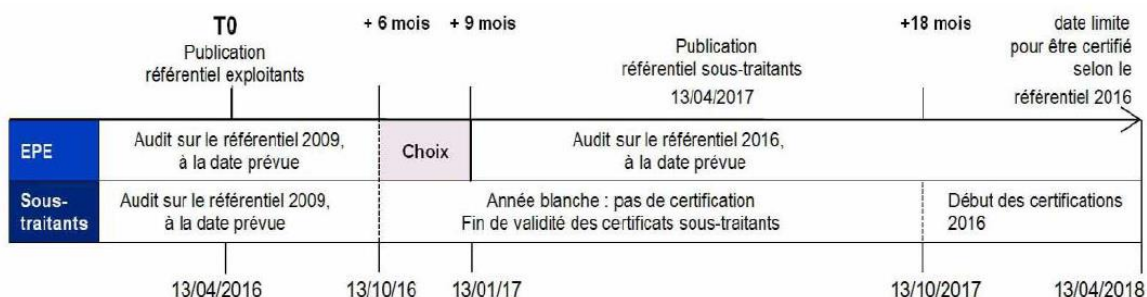 T0
Publication
référentiel exploitants
+ 6 mois
+ 9 mois
Publication
référentiel sous-traitants
13/04/2017
+18 mois
date limite
pour être certifié
selon le
référentiel 2016
EPE
Audit sur le référentiel 2009,
à la date prévue
Choix
Audit sur le référentiel 2016,
à la date prévue
Sous-
traitants
Audit sur le référentiel 2009,
à la date prévue
Année blanche : pas de certification
Fin de validité des certificats sous-traitants
Début des certifications
2016
13/04/2016
13/10/16
13/01/17
13/10/2017
13/04/2018